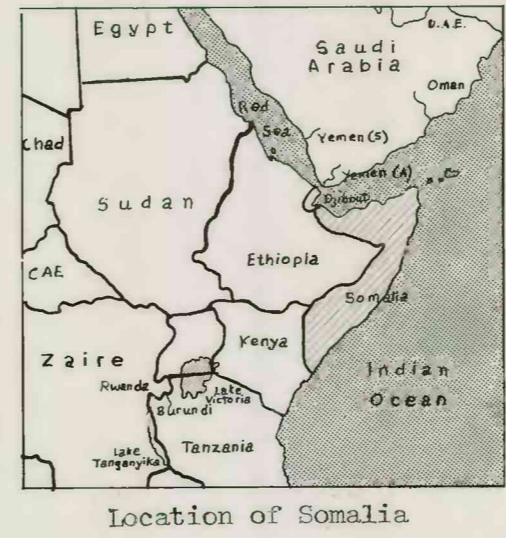 Egypt
Saudi
Arabia
U.A.E.
Oman
Red
Sea
Yemen (S)
Yemen (A)
Chad
Sudan
Djibouti
Ethiopia
CAE
Somalia
Kenya
Zaire
Rwanda
Lake
Victoria
Burundi
Indian
Ocean
Lake
Tanganyika
Tanzania
Location of Somalia